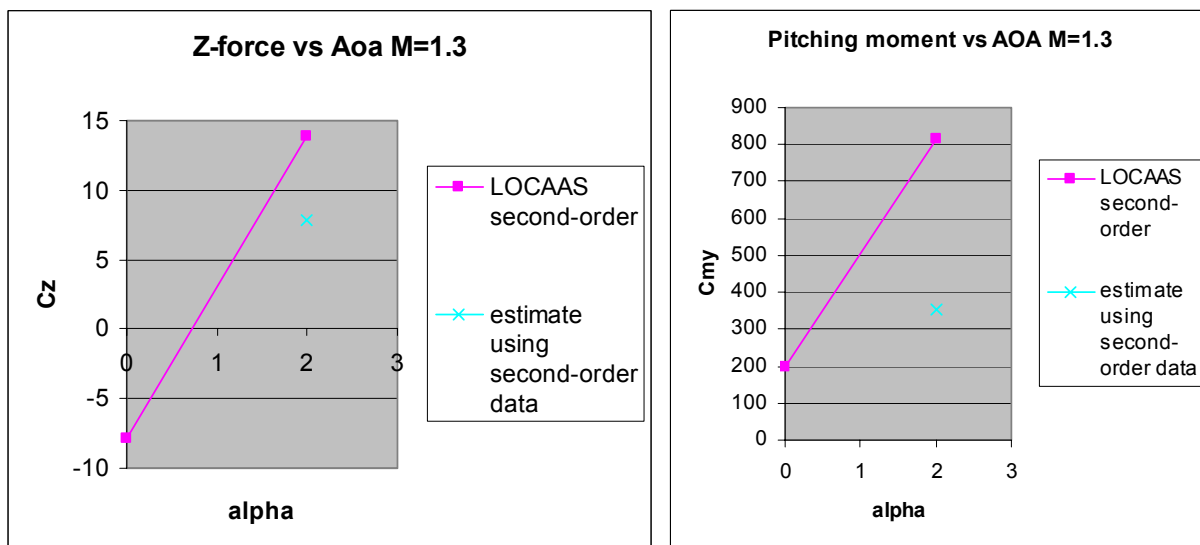 Z-force vs Aoa M=1.3
15
10
5
0
-5
-10
0
1
2
3
Cz
alpha
LOCAAS
second-order
estimate
using
second-order
data
Pitching moment vs AOA M=1.3
900
800
700
600
500
400
300
200
100
0
0
1
2
3
Cmy
alpha
LOCAAS
second-
order
estimate
using
second-
order data